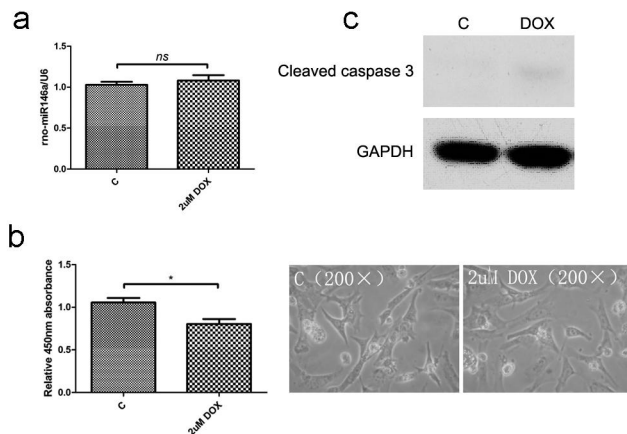 a
ns
rno-miR146a/U6
1.5
1.0
0.5
0.0
C
2uM DOX
c
C DOX
Cleaved caspase 3
GAPDH
b
*
Relative 450nm absorbance
1.5
1.0
0.5
0.0
C
2uM DOX
C（200×）
2uM DOX（200×）